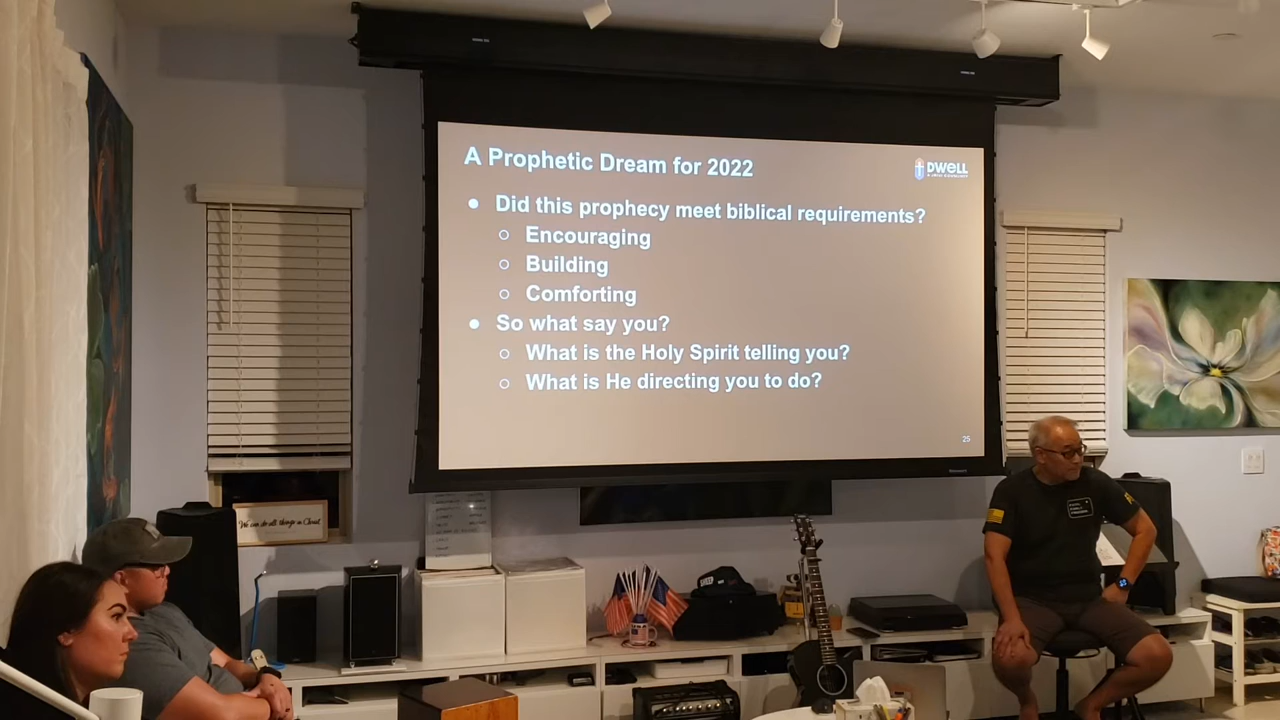 A Prophetic Dream for 2022
DWELL
● Did this prophecy meet biblical requirements?
○ Encouraging
○ Building
○ Comforting
● So what say you?
○ What is the Holy Spirit telling you?
○ What is He directing you to do?
25
We can do all things in Christ